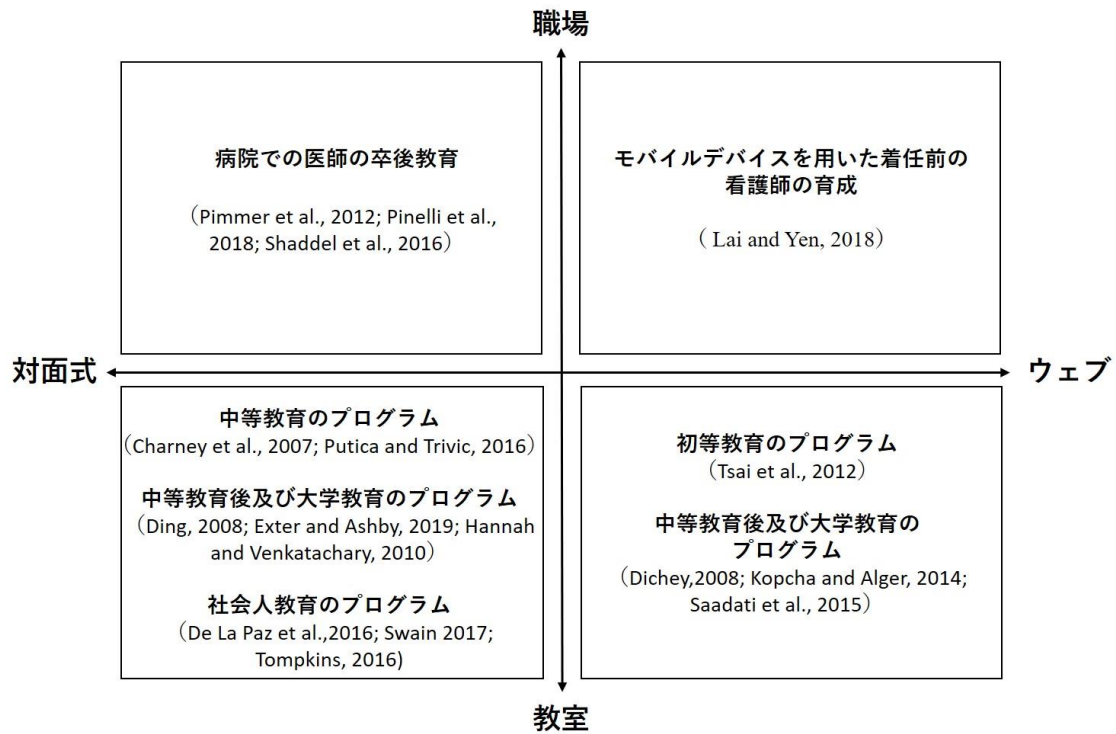 職場
病院での医師の卒後教育
（Pimmer et al., 2012; Pinelli et al.,
2018; Shaddel et al., 2016）
モバイルデバイスを用いた着任前の
看護師の育成
（ Lai and Yen, 2018）
対面式
ウェブ
中等教育のプログラム
（Charney et al., 2007; Putica and Trivic, 2016）
中等教育後及び大学教育のプログラム
（Ding, 2008; Exter and Ashby, 2019; Hannah
and Venkatachary, 2010）
社会人教育のプログラム
（De La Paz et al.,2016; Swain 2017;
Tompkins, 2016)
初等教育のプログラム
（Tsai et al., 2012）
中等教育後及び大学教育の
プログラム
（Dichey,2008; Kopcha and Alger, 2014;
Saadati et al., 2015）
教室